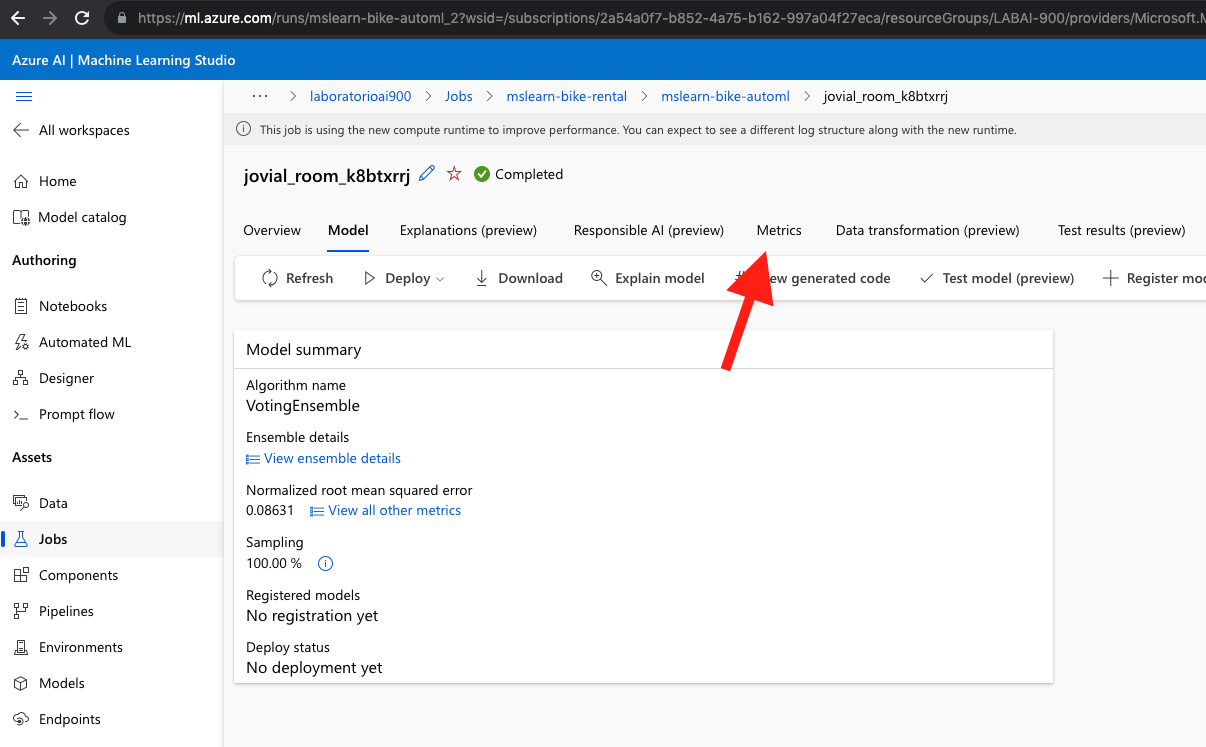 https://ml.azure.com/runs/mslearn-bike-automl_2?wsid=/subscriptions/2a54a0f7-b852-4a75-b162-997a04f27eca/resourceGroups/LABAI-900/providers/Microsoft.M
Azure AI | Machine Learning Studio
··· > laboratorioai900 > Jobs > mslearn-bike-rental > mslearn-bike-automl > jovial_room_k8btxrrj
This job is using the new compute runtime to improve performance. You can expect to see a different log structure along with the new runtime.
All workspaces
Home
Model catalog
Authoring
Notebooks
Automated ML
Designer
Prompt flow
Assets
Data
Jobs
Components
Pipelines
Environments
Models
Endpoints
jovial_room_k8btxrrj Completed
Overview Model Explanations (preview) Responsible AI (preview) Metrics Data transformation (preview) Test results (preview)
Refresh Deploy Download Explain model generated code Test model (preview) Register mo
Model summary
Algorithm name
VotingEnsemble
Ensemble details
View ensemble details
Normalized root mean squared error
0.08631 View all other metrics
Sampling
100.00 %
Registered models
No registration yet
Deploy status
No deployment yet